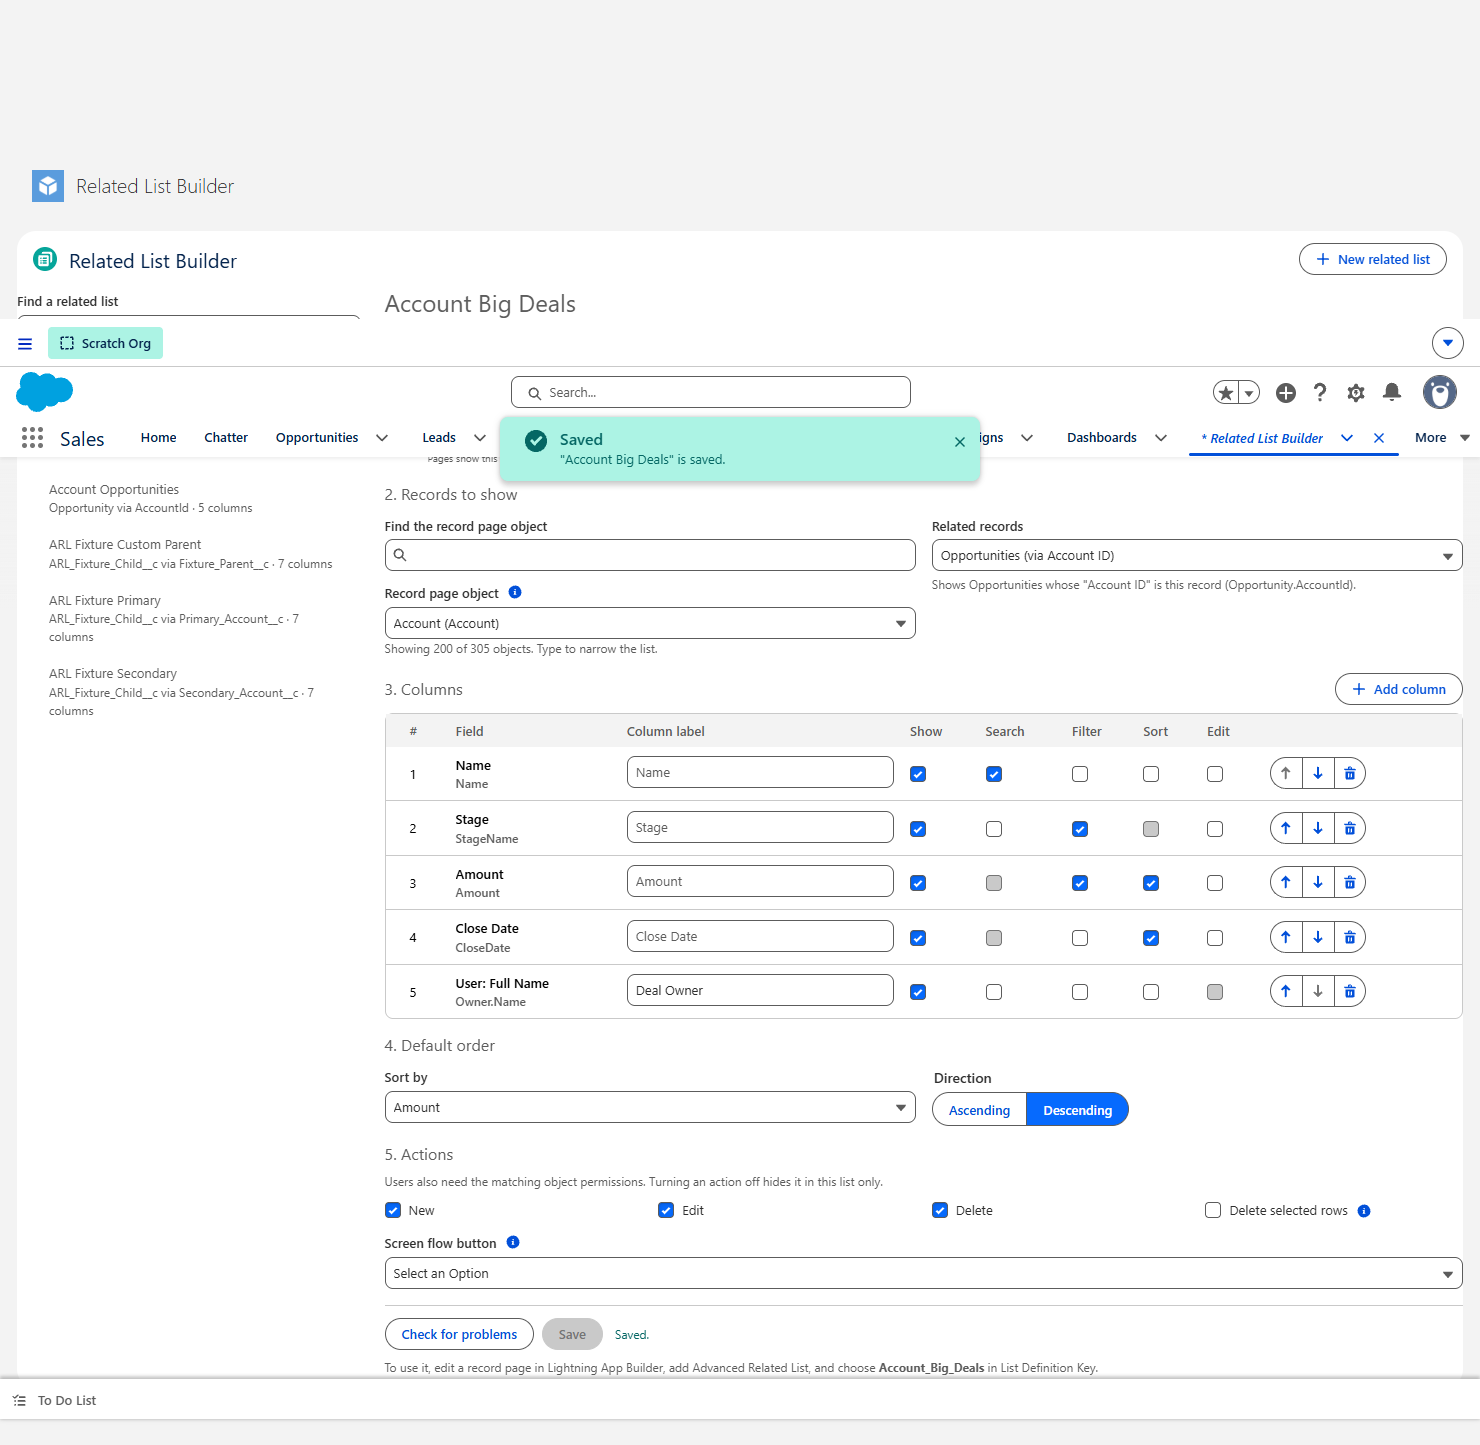 Related List Builder
Related List Builder
New related list
Find a related list
Account Big Deals
Scratch Org
Search...
Sales
Home
Chatter
Opportunities
Leads
Saved
"Account Big Deals" is saved.
igns
Dashboards
* Related List Builder
More
Pages show this
Account Opportunities
Opportunity via AccountId · 5 columns
ARL Fixture Custom Parent
ARL_Fixture_Child__c via Fixture_Parent__c · 7 columns
ARL Fixture Primary
ARL_Fixture_Child__c via Primary_Account__c · 7
columns
ARL Fixture Secondary
ARL_Fixture_Child__c via Secondary_Account__c · 7
columns
2. Records to show
Find the record page object
Related records
Opportunities (via Account ID)
Shows Opportunities whose "Account ID" is this record (Opportunity.AccountId).
Record page object
Account (Account)
Showing 200 of 305 objects. Type to narrow the list.
3. Columns
Add column
# Field Column label Show Search Filter Sort Edit
1 Name Name
Name
2 Stage Stage
StageName
3 Amount Amount
Amount
4 Close Date Close Date
CloseDate
5 User: Full Name Deal Owner
Owner.Name
4. Default order
Sort by
Direction
Amount
Ascending Descending
5. Actions
Users also need the matching object permissions. Turning an action off hides it in this list only.
New Edit Delete Delete selected rows
Screen flow button
Select an Option
Check for problems Save Saved.
To use it, edit a record page in Lightning App Builder, add Advanced Related List, and choose Account_Big_Deals in List Definition Key.
To Do List